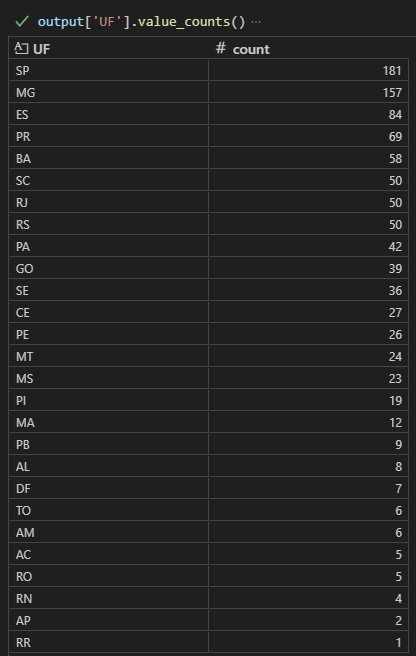 output['UF'].value_counts() ...
UF count
SP 181
MG 157
ES 84
PR 69
BA 58
SC 50
RJ 50
RS 50
PA 42
GO 39
SE 36
CE 27
PE 26
MT 24
MS 23
PI 19
MA 12
PB 9
AL 8
DF 7
TO 6
AM 6
AC 5
RO 5
RN 4
AP 2
RR 1